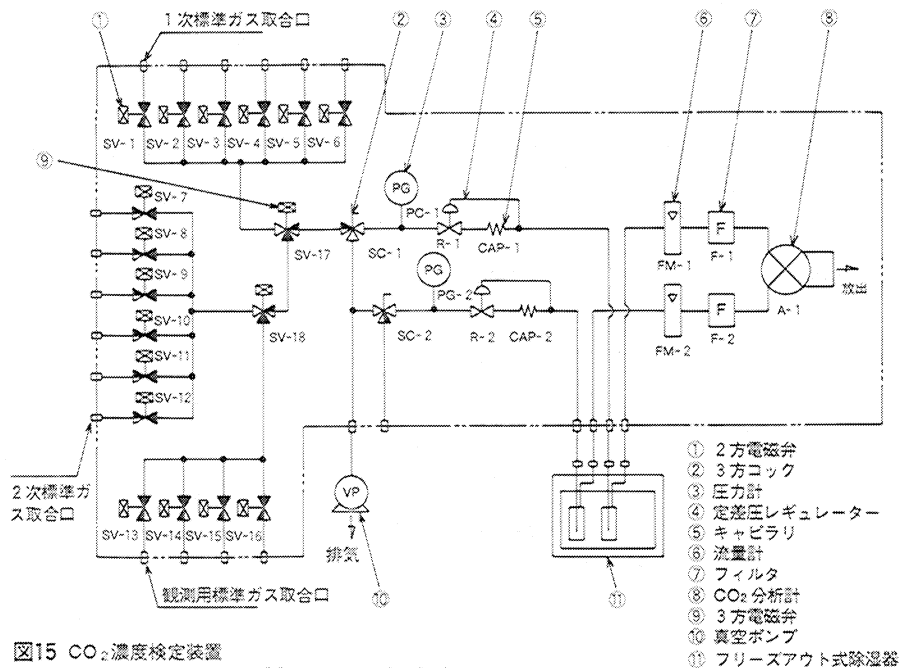 ① 1次標準ガス取合口 ② ③ ④ ⑤ ⑥ ⑦ ⑧
SV-1 SV-2 SV-3 SV-4 SV-5 SV-6
⑨
SV-7
SV-8
SV-9
SV-10
SV-11
SV-12
PG
PC-1
SV-17
SC-1
R-1
CAP-1
PG
PG-2
SV-18
SC-2
R-2
CAP-2
FM-1
F
F-1
FM-2
F
F-2
A-1
放出
2次標準ガ
ス取合口
SV-13 SV-14 SV-15 SV-16
VP
排気
観測用標準ガス取合口
⑩
⑪
① 2方電磁弁
② 3方コック
③ 圧力計
④ 定差圧レギュレーター
⑤ キャピラリ
⑥ 流量計
⑦ フィルタ
⑧ CO₂分析計
⑨ 3方電磁弁
⑩ 真空ポンプ
⑪ フリーズアウト式除湿器
図15 CO₂濃度検定装置